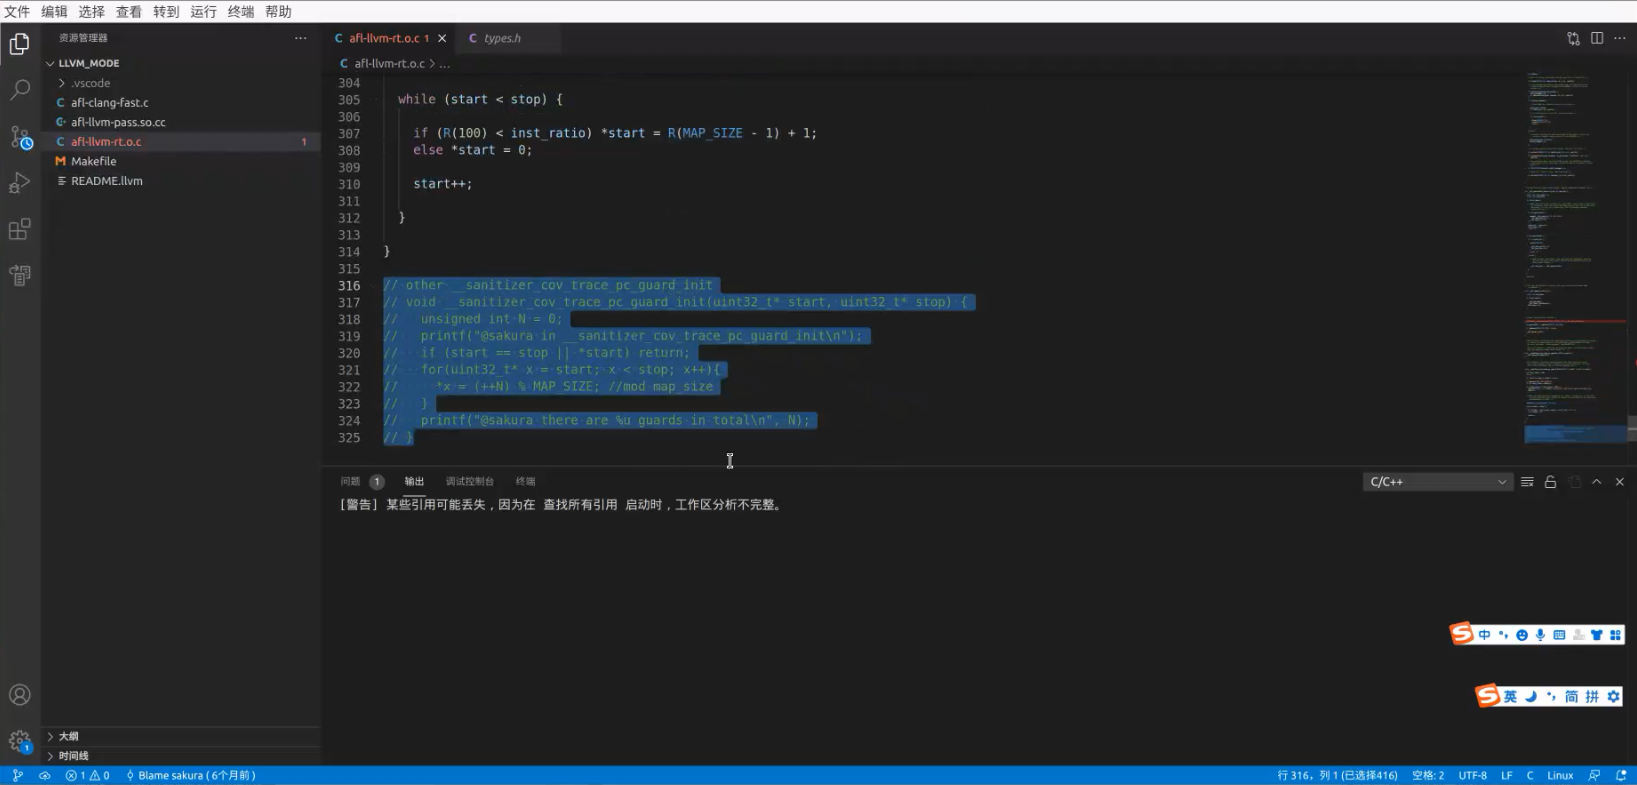 文件 编辑 选择 查看 转到 运行 终端 帮助
资源管理器
afl-llvm-rt.o.c 1
types.h
LLVM_MODE
.vscode
afl-clang-fast.c
afl-llvm-pass.so.cc
afl-llvm-rt.o.c 1
Makefile
README.llvm
大纲
时间线
afl-llvm-rt.o.c > ...
304
305 while (start < stop) {
306
307 if (R(100) < inst_ratio) *start = R(MAP_SIZE - 1) + 1;
308 else *start = 0;
309
310 start++;
311
312 }
313
314 }
315
316 // other __sanitizer_cov_trace_pc_guard_init
317 // void __sanitizer_cov_trace_pc_guard_init(uint32_t* start, uint32_t* stop) {
318 // unsigned int N = 0;
319 // printf("@sakura in __sanitizer_cov_trace_pc_guard_init\n");
320 // if (start == stop || *start) return;
321 // for(uint32_t* x = start; x < stop; x++){
322 // *x = (++N) % MAP_SIZE; //mod map_size
323 // }
324 // printf("@sakura there are %u guards in total\n", N);
325 // }
问题 1 输出 调试控制台 终端
C/C++
[警告] 某些引用可能丢失，因为在 查找所有引用 启动时，工作区分析不完整。
中
英 简 拼
1 0 Blame sakura ( 6个月前 )
行 316，列 1 (已选择416) 空格: 2 UTF-8 LF C Linux